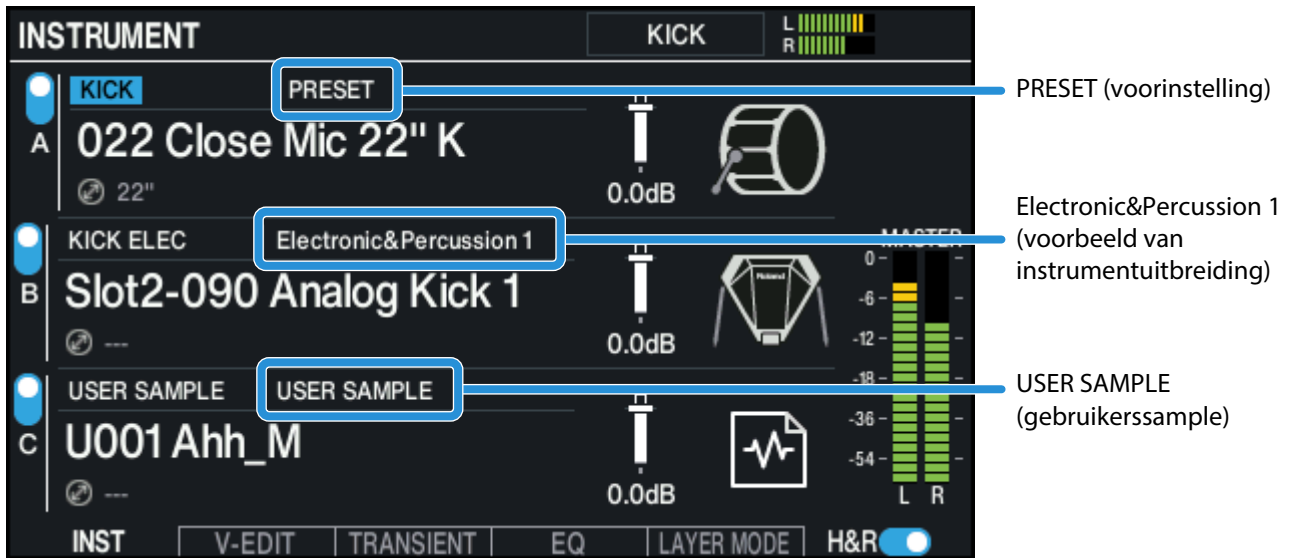 INSTRUMENT
KICK
L
R
KICK PRESET
PRESET (voorinstelling)
A
022 Close Mic 22" K
22"
0.0dB
KICK ELEC Electronic&Percussion 1
Electronic&Percussion 1
(voorbeeld van
instrumentuitbreiding)
MASTER
B
Slot2-090 Analog Kick 1
Roland
---
0.0dB
0
-6
-12
-18
-36
-54
L R
USER SAMPLE USER SAMPLE
USER SAMPLE
(gebruikerssample)
C
U001 Ahh_M
---
0.0dB
INST V-EDIT TRANSIENT EQ LAYER MODE H&R